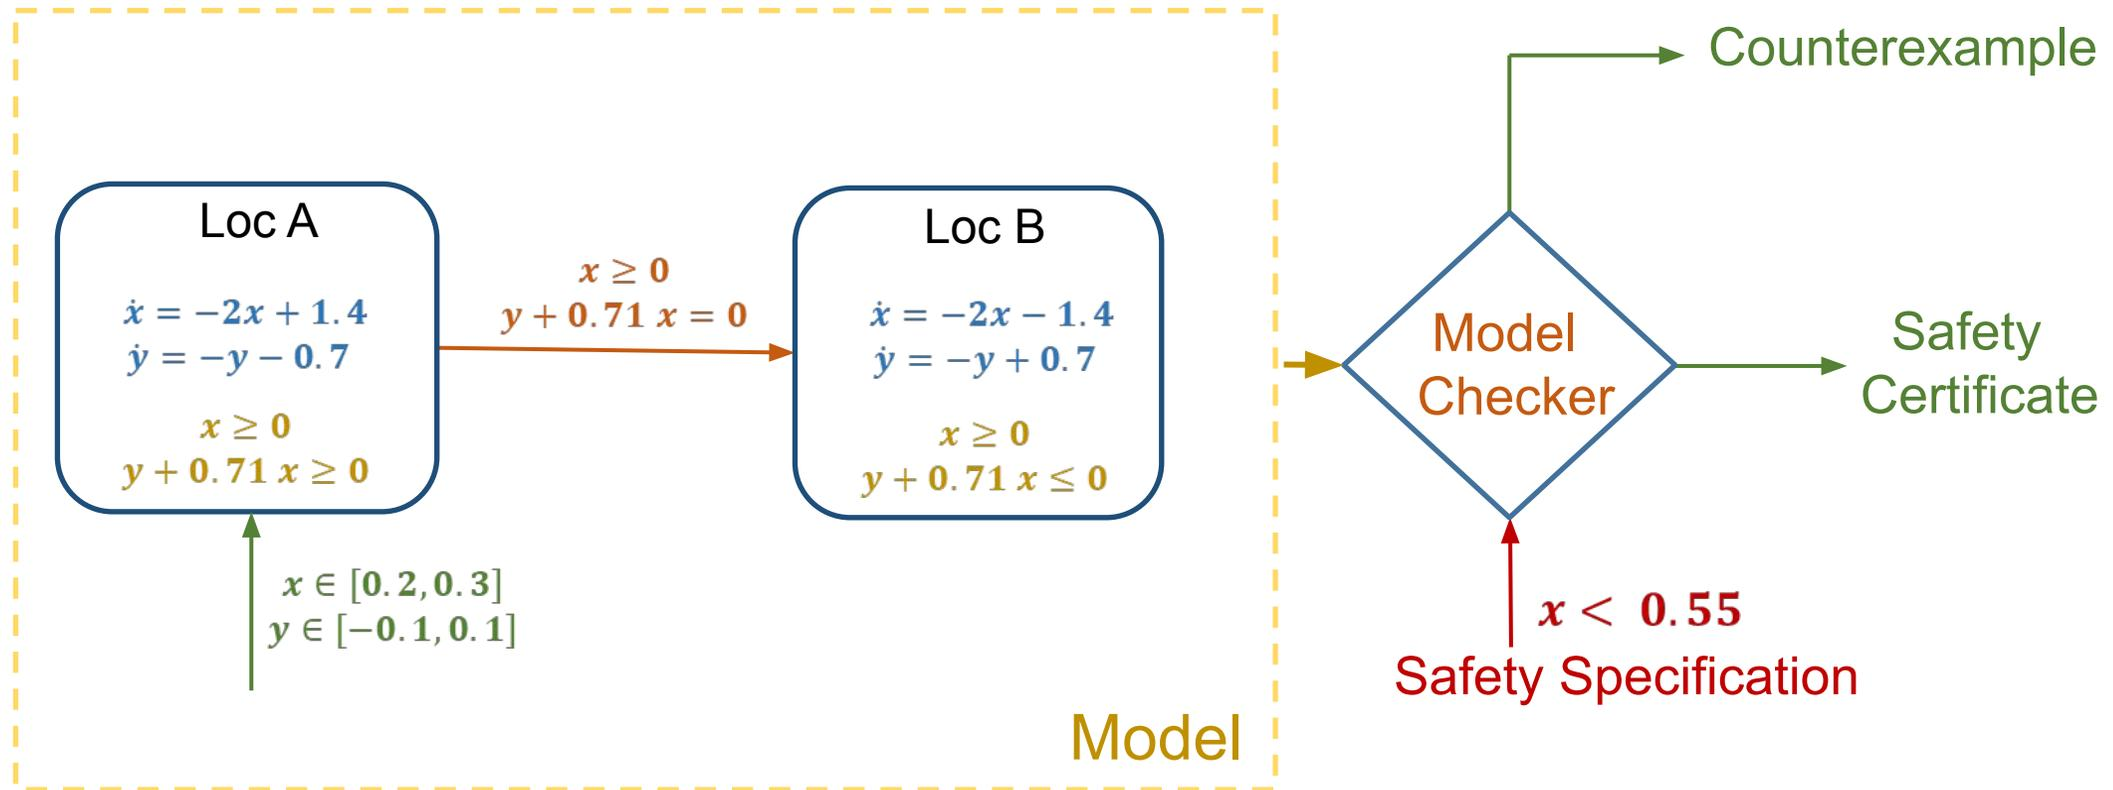 Loc A
ẋ = −2x + 1.4
ẏ = −y − 0.7
x ≥ 0
y + 0.71 x ≥ 0
x ∈ [0.2, 0.3]
y ∈ [−0.1, 0.1]
x ≥ 0
y + 0.71 x = 0
Loc B
ẋ = −2x − 1.4
ẏ = −y + 0.7
x ≥ 0
y + 0.71 x ≤ 0
Model
Model
Checker
Counterexample
Safety
Certificate
x < 0.55
Safety Specification